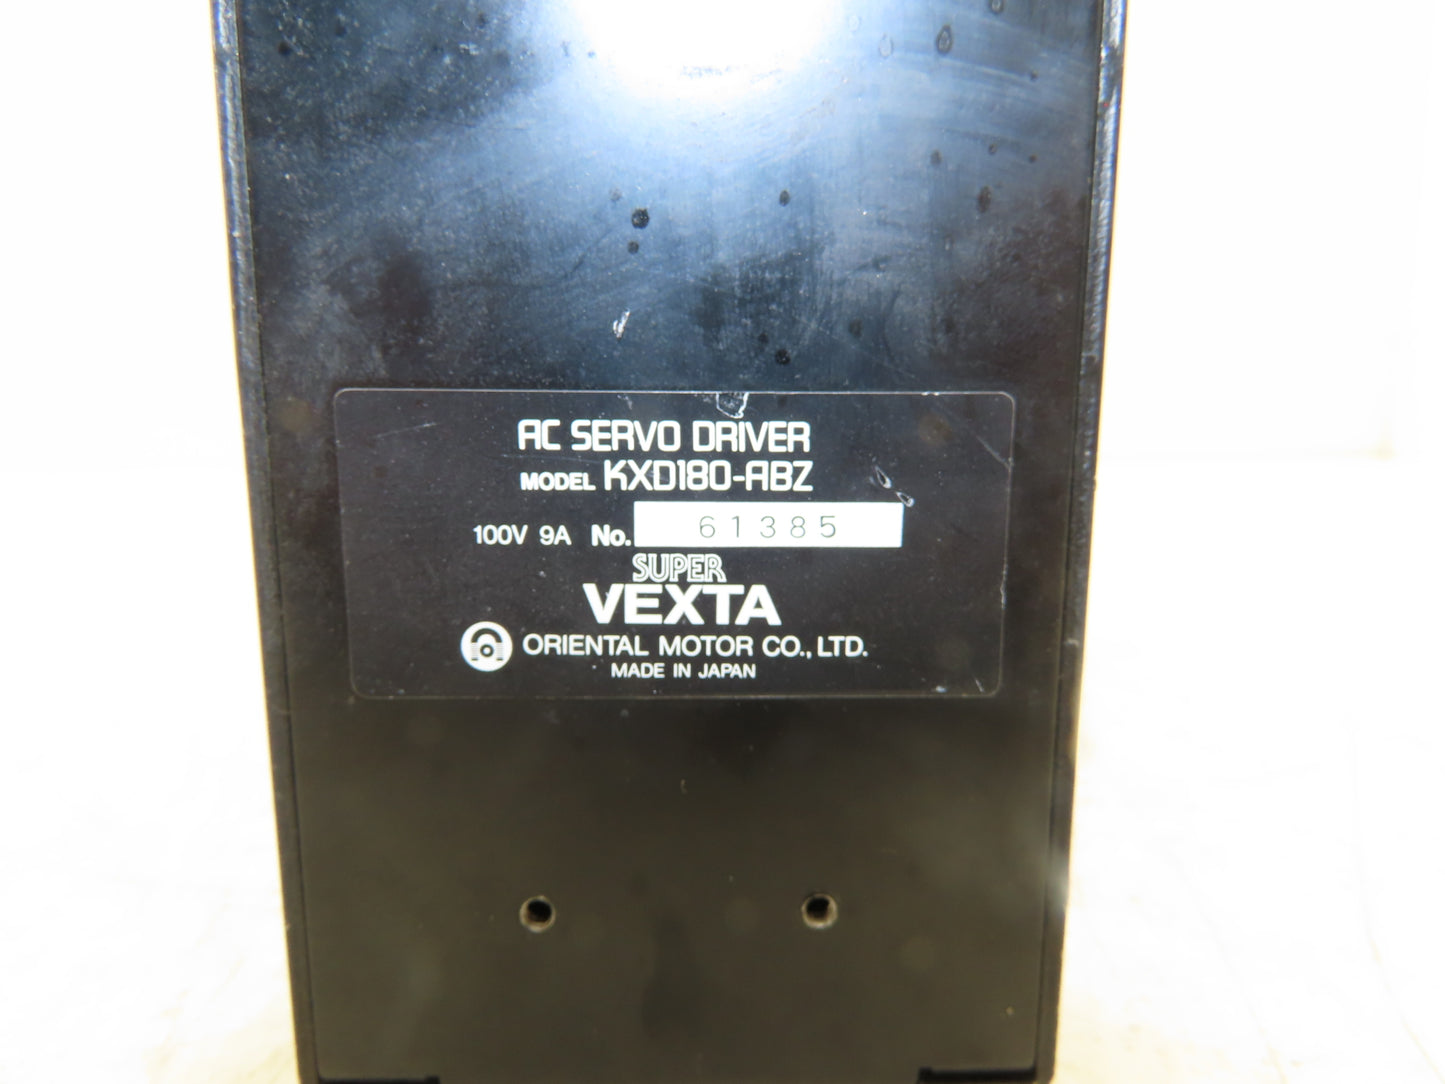 AC SERVO DRIVER
MODEL KXD180-ABZ
100V 9A No. 61385
SUPER
VEXTA
ORIENTAL MOTOR CO., LTD.
MADE IN JAPAN